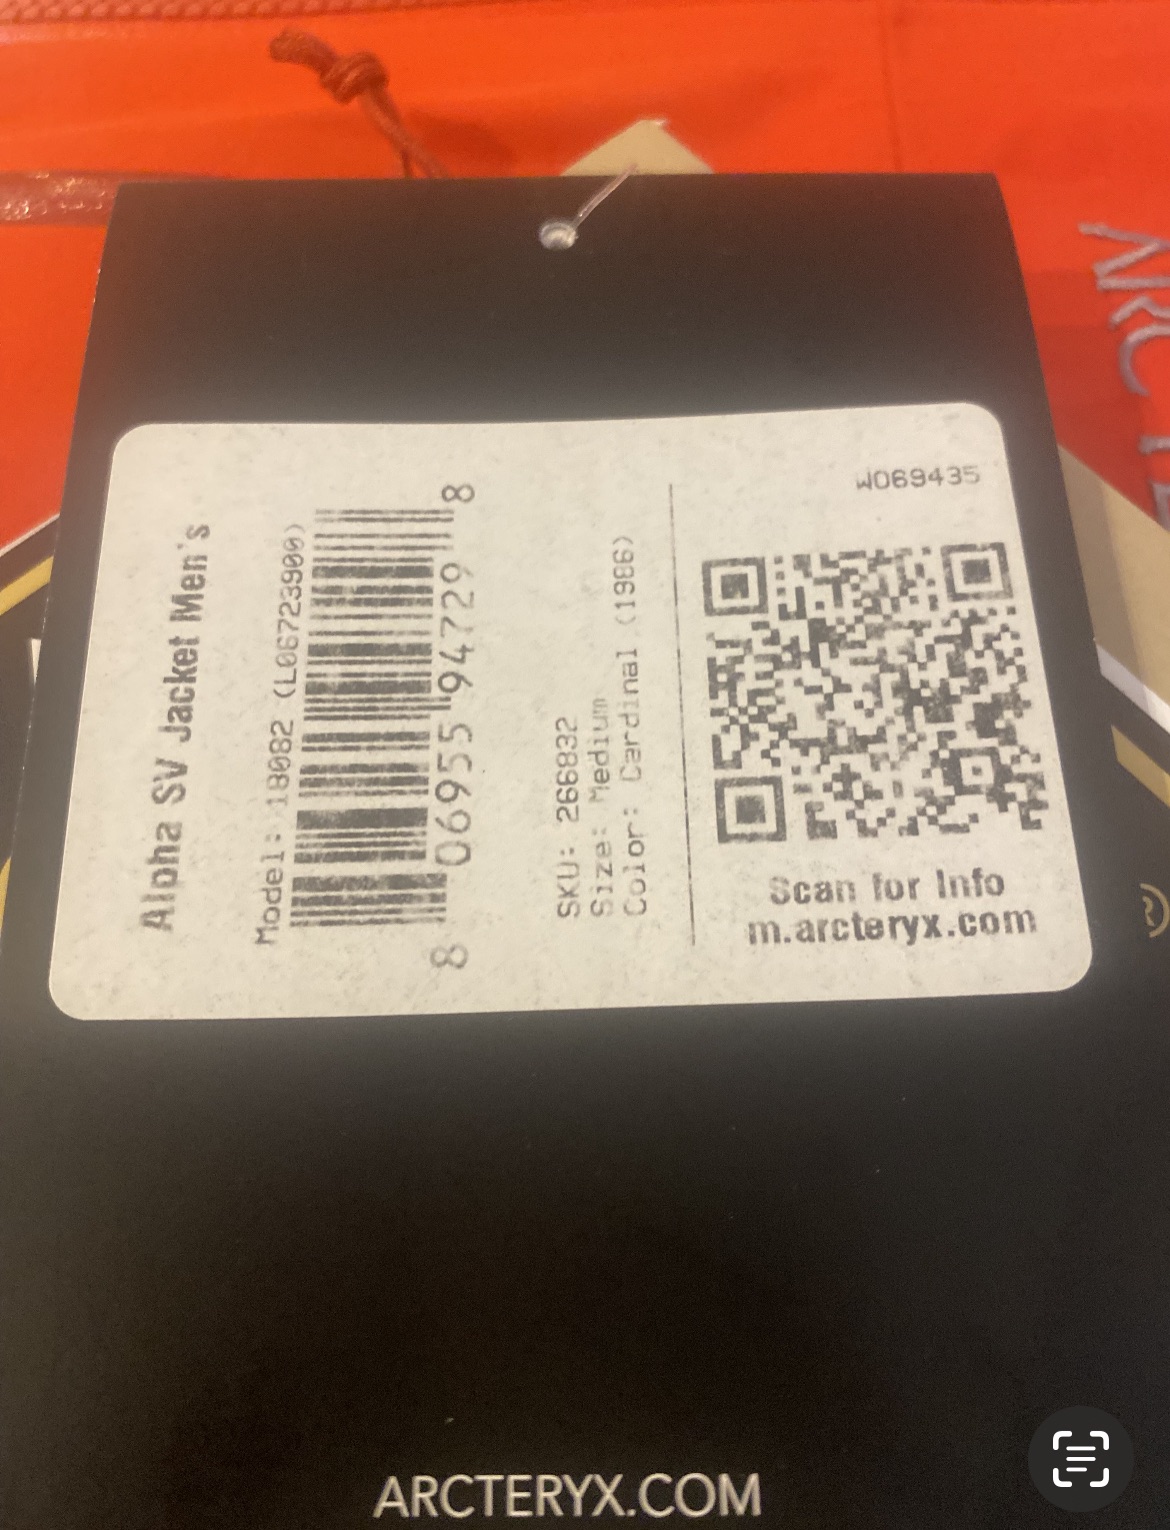 Alpha SV Jacket Men's
Model: 18082 (L06723900)
8 06955 94729 8
SKU: 266832
Size: Medium
Color: Cardinal (1986)
W069435
Scan for Info
m.arcteryx.com
ARCTERYX.COM